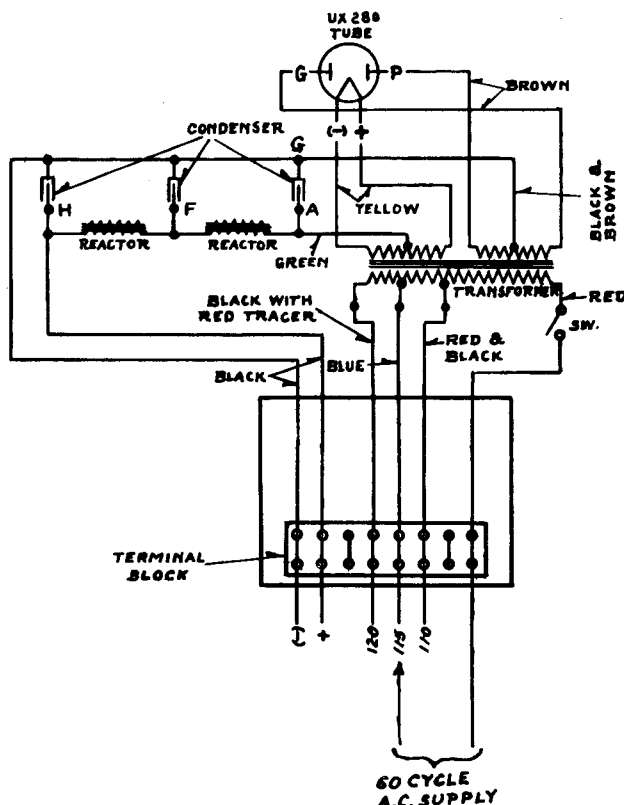 UX 280
TUBE
G
P
BROWN
CONDENSER
G
(-)
+
BLACK &
BROWN
H
F
A
YELLOW
REACTOR
REACTOR
GREEN
TRANSFORMER
BLACK WITH
RED TRACER
RED
SW.
RED &
BLACK
BLACK
BLUE
TERMINAL
BLOCK
(-)
+
120
115
110
60 CYCLE
A.C. SUPPLY